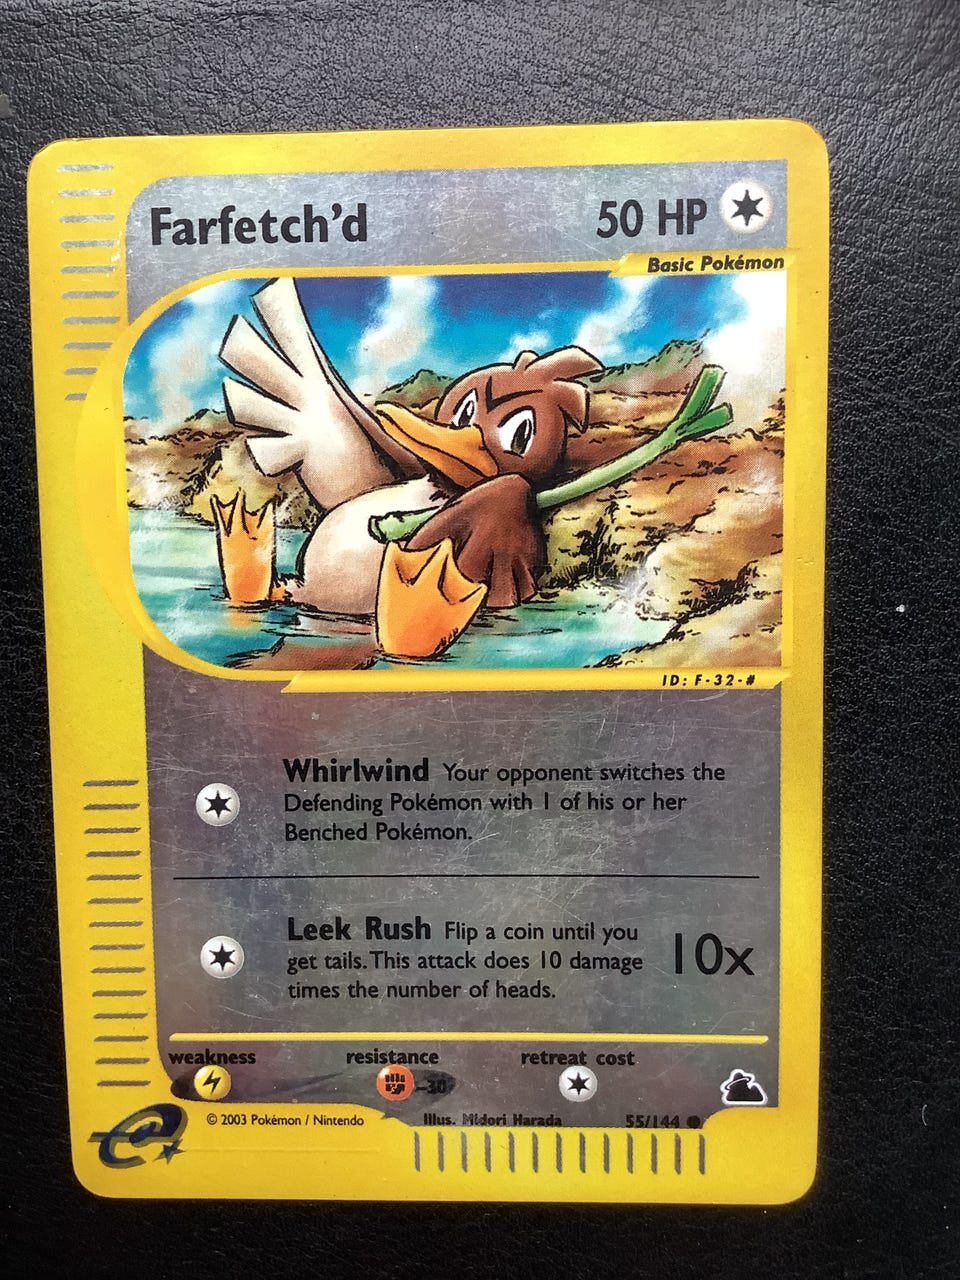 Farfetch'd
50 HP
Basic Pokémon
ID: F-32-#
Whirlwind Your opponent switches the
Defending Pokémon with 1 of his or her
Benched Pokémon.
Leek Rush Flip a coin until you
get tails. This attack does 10 damage
times the number of heads.
10x
weakness
resistance
retreat cost
-30
© 2003 Pokémon / Nintendo
Illus. Midori Harada
55/144